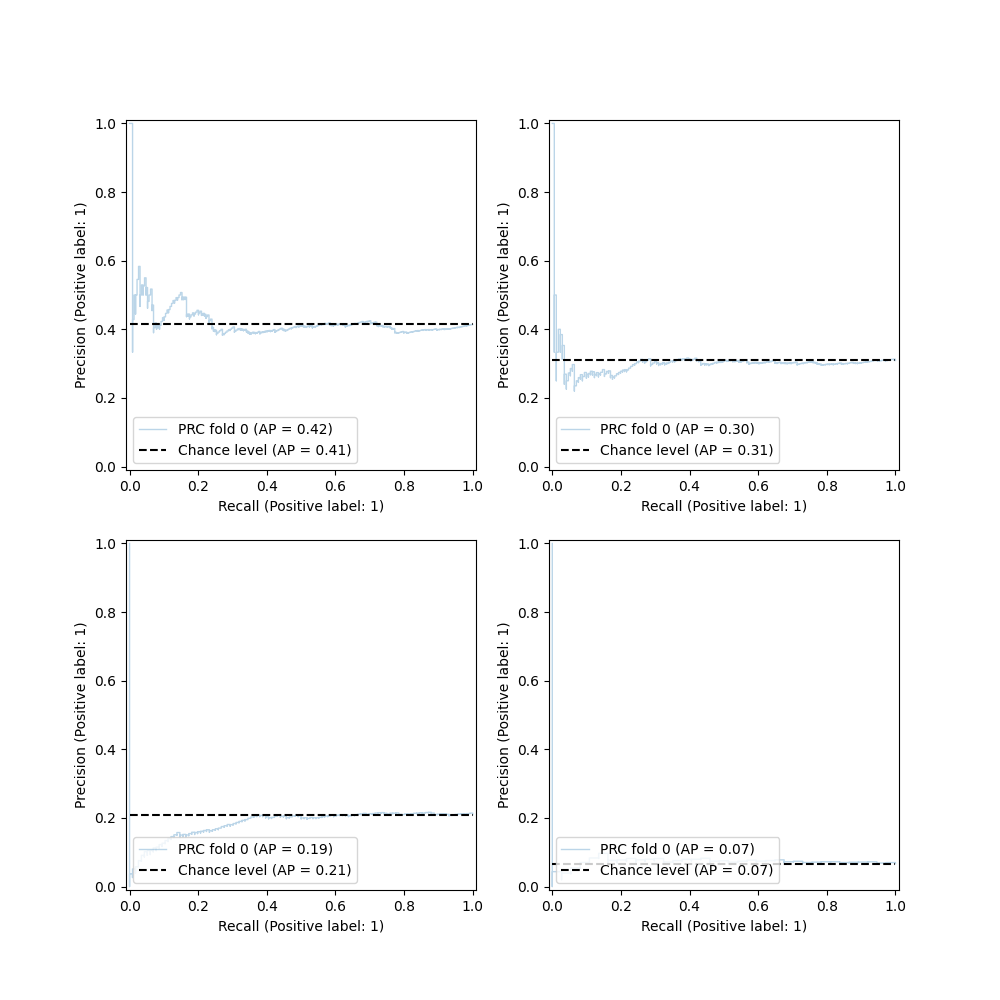 1.0
0.8
0.6
0.4
0.2
0.0
Precision (Positive label: 1)
PRC fold 0 (AP = 0.42)
Chance level (AP = 0.41)
0.0 0.2 0.4 0.6 0.8 1.0
Recall (Positive label: 1)
1.0
0.8
0.6
0.4
0.2
0.0
Precision (Positive label: 1)
PRC fold 0 (AP = 0.30)
Chance level (AP = 0.31)
0.0 0.2 0.4 0.6 0.8 1.0
Recall (Positive label: 1)
1.0
0.8
0.6
0.4
0.2
0.0
Precision (Positive label: 1)
PRC fold 0 (AP = 0.19)
Chance level (AP = 0.21)
0.0 0.2 0.4 0.6 0.8 1.0
Recall (Positive label: 1)
1.0
0.8
0.6
0.4
0.2
0.0
Precision (Positive label: 1)
PRC fold 0 (AP = 0.07)
Chance level (AP = 0.07)
0.0 0.2 0.4 0.6 0.8 1.0
Recall (Positive label: 1)